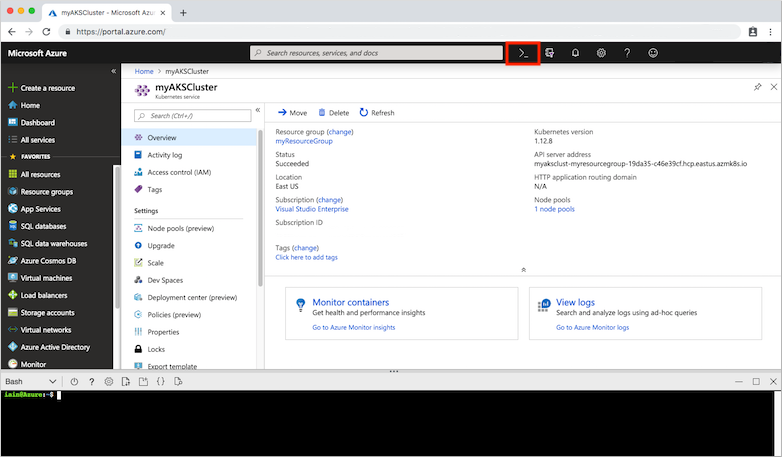 myAKSCluster - Microsoft Azure
https://portal.azure.com/
Microsoft Azure
Search resources, services, and docs
Create a resource
Home
Dashboard
All services
FAVORITES
All resources
Resource groups
App Services
SQL databases
SQL data warehouses
Azure Cosmos DB
Virtual machines
Load balancers
Storage accounts
Virtual networks
Azure Active Directory
Monitor
Home > myAKSCluster
myAKSCluster
Kubernetes service
Search (Ctrl+/)
Overview
Activity log
Access control (IAM)
Tags
Settings
Node pools (preview)
Upgrade
Scale
Dev Spaces
Deployment center (preview)
Policies (preview)
Properties
Locks
Export template
Move Delete Refresh
Resource group (change)
myResourceGroup
Status
Succeeded
Location
East US
Subscription (change)
Visual Studio Enterprise
Subscription ID
Tags (change)
Click here to add tags
Kubernetes version
1.12.8
API server address
myaksclust-myresourcegroup-19da35-c46e39cf.hcp.eastus.azmk8s.io
HTTP application routing domain
N/A
Node pools
1 node pools
Monitor containers
Get health and performance insights
Go to Azure Monitor insights
View logs
Search and analyze logs using ad-hoc queries
Go to Azure Monitor logs
Bash
iain@Azure:~$